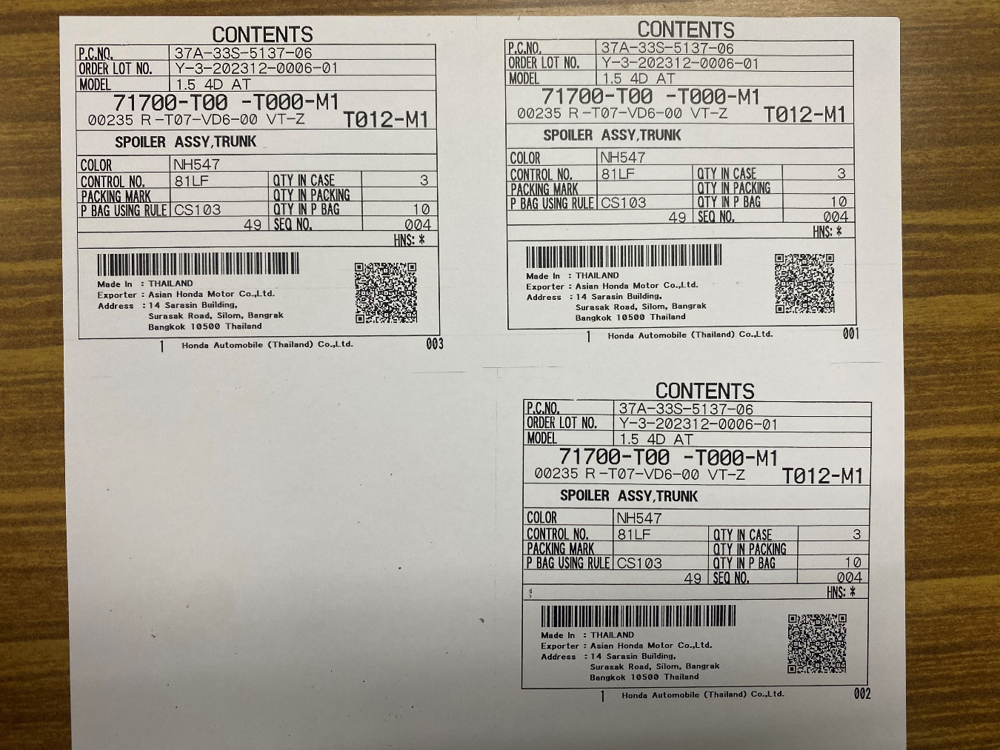 CONTENTS
P.C.NO. 37A-33S-5137-06
ORDER LOT NO. Y-3-202312-0006-01
MODEL 1.5 4D AT
71700-T00 -T000-M1
00235 R-T07-VD6-00 VT-Z T012-M1
SPOILER ASSY,TRUNK
COLOR NH547
CONTROL NO. 81LF QTY IN CASE 3
PACKING MARK QTY IN PACKING
P BAG USING RULE CS103 QTY IN P BAG 10
49 SEQ NO. 004
HNS: *
Made In : THAILAND
Exporter : Asian Honda Motor Co.,Ltd.
Address : 14 Sarasin Building,
Surasak Road, Silom, Bangrak
Bangkok 10500 Thailand
1 Honda Automobile (Thailand) Co.,Ltd. 003
CONTENTS
P.C.NO. 37A-33S-5137-06
ORDER LOT NO. Y-3-202312-0006-01
MODEL 1.5 4D AT
71700-T00 -T000-M1
00235 R-T07-VD6-00 VT-Z T012-M1
SPOILER ASSY,TRUNK
COLOR NH547
CONTROL NO. 81LF QTY IN CASE 3
PACKING MARK QTY IN PACKING
P BAG USING RULE CS103 QTY IN P BAG 10
49 SEQ NO. 004
HNS: *
Made In : THAILAND
Exporter : Asian Honda Motor Co.,Ltd.
Address : 14 Sarasin Building,
Surasak Road, Silom, Bangrak
Bangkok 10500 Thailand
1 Honda Automobile (Thailand) Co.,Ltd. 001
CONTENTS
P.C.NO. 37A-33S-5137-06
ORDER LOT NO. Y-3-202312-0006-01
MODEL 1.5 4D AT
71700-T00 -T000-M1
00235 R-T07-VD6-00 VT-Z T012-M1
SPOILER ASSY,TRUNK
COLOR NH547
CONTROL NO. 81LF QTY IN CASE 3
PACKING MARK QTY IN PACKING
P BAG USING RULE CS103 QTY IN P BAG 10
49 SEQ NO. 004
HNS: *
Made In : THAILAND
Exporter : Asian Honda Motor Co.,Ltd.
Address : 14 Sarasin Building,
Surasak Road, Silom, Bangrak
Bangkok 10500 Thailand
1 Honda Automobile (Thailand) Co.,Ltd. 002